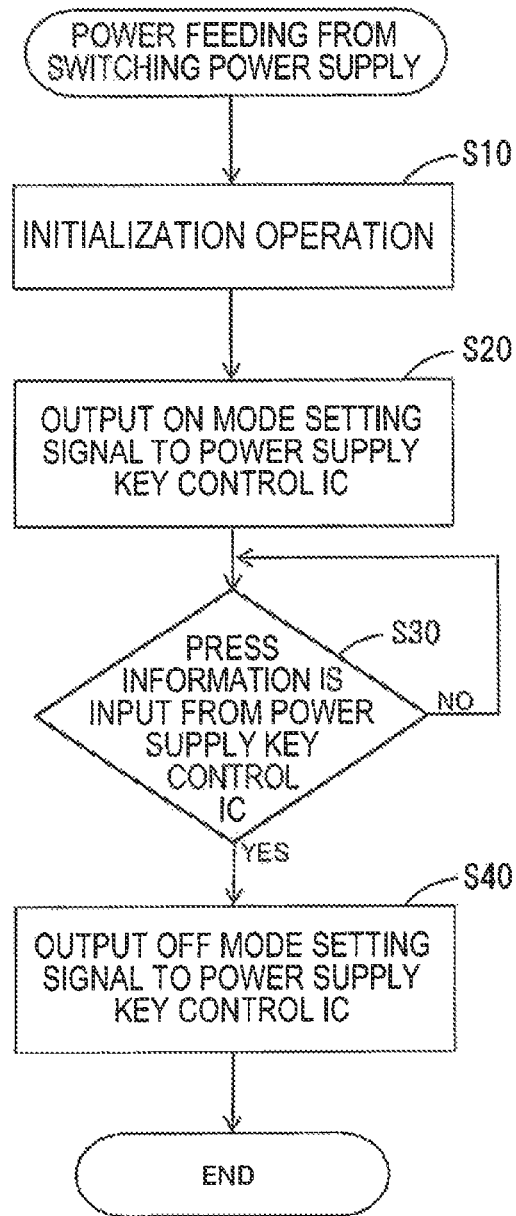 POWER FEEDING FROM
SWITCHING POWER SUPPLY
S10
INITIALIZATION OPERATION
S20
OUTPUT ON MODE SETTING
SIGNAL TO POWER SUPPLY
KEY CONTROL IC
S30
PRESS
INFORMATION IS
INPUT FROM POWER
SUPPLY KEY
CONTROL
IC
NO
YES
S40
OUTPUT OFF MODE SETTING
SIGNAL TO POWER SUPPLY
KEY CONTROL IC
END